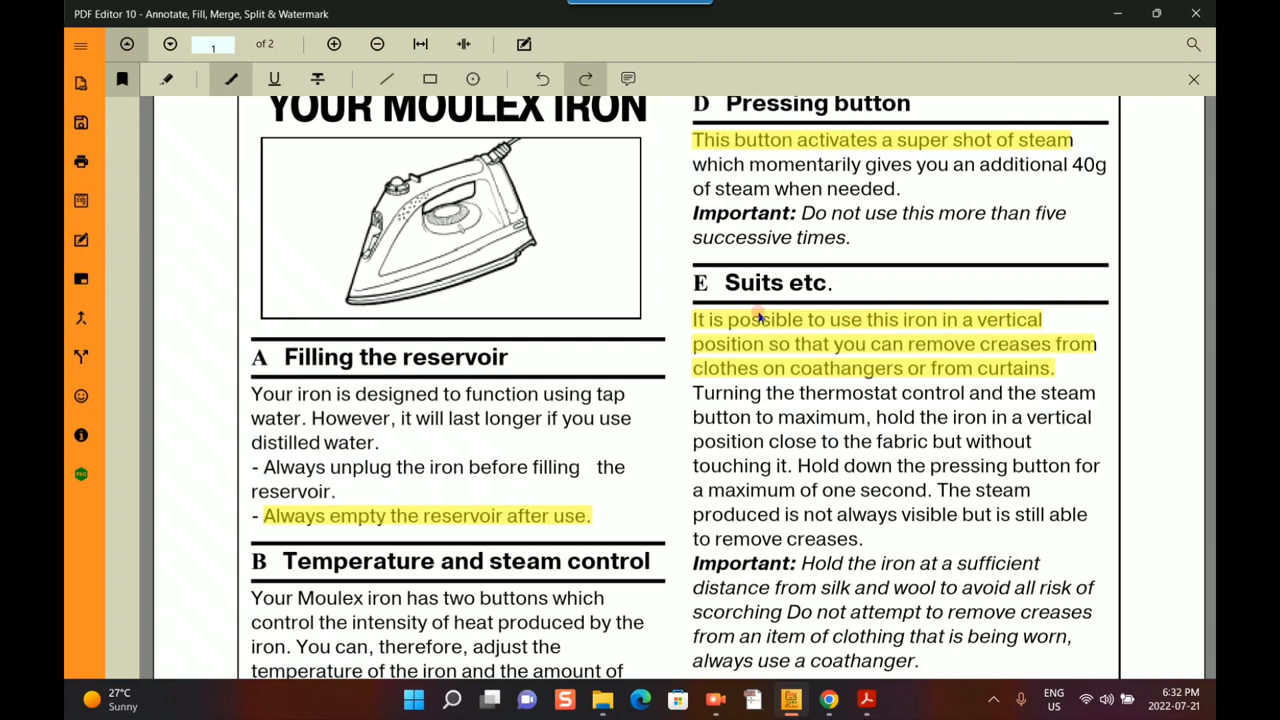 PDF Editor 10 - Annotate, Fill, Merge, Split & Watermark
1
of 2
YOUR MOULEX IRON
A Filling the reservoir
Your iron is designed to function using tap
water. However, it will last longer if you use
distilled water.
- Always unplug the iron before filling the
reservoir.
- Always empty the reservoir after use.
B Temperature and steam control
Your Moulex iron has two buttons which
control the intensity of heat produced by the
iron. You can, therefore, adjust the
temperature of the iron and the amount of
D Pressing button
This button activates a super shot of steam
which momentarily gives you an additional 40g
of steam when needed.
Important: Do not use this more than five
successive times.
E Suits etc.
It is possible to use this iron in a vertical
position so that you can remove creases from
clothes on coathangers or from curtains.
Turning the thermostat control and the steam
button to maximum, hold the iron in a vertical
position close to the fabric but without
touching it. Hold down the pressing button for
a maximum of one second. The steam
produced is not always visible but is still able
to remove creases.
Important: Hold the iron at a sufficient
distance from silk and wool to avoid all risk of
scorching Do not attempt to remove creases
from an item of clothing that is being worn,
always use a coathanger.
27°C
Sunny
ENG
US
6:32 PM
2022-07-21